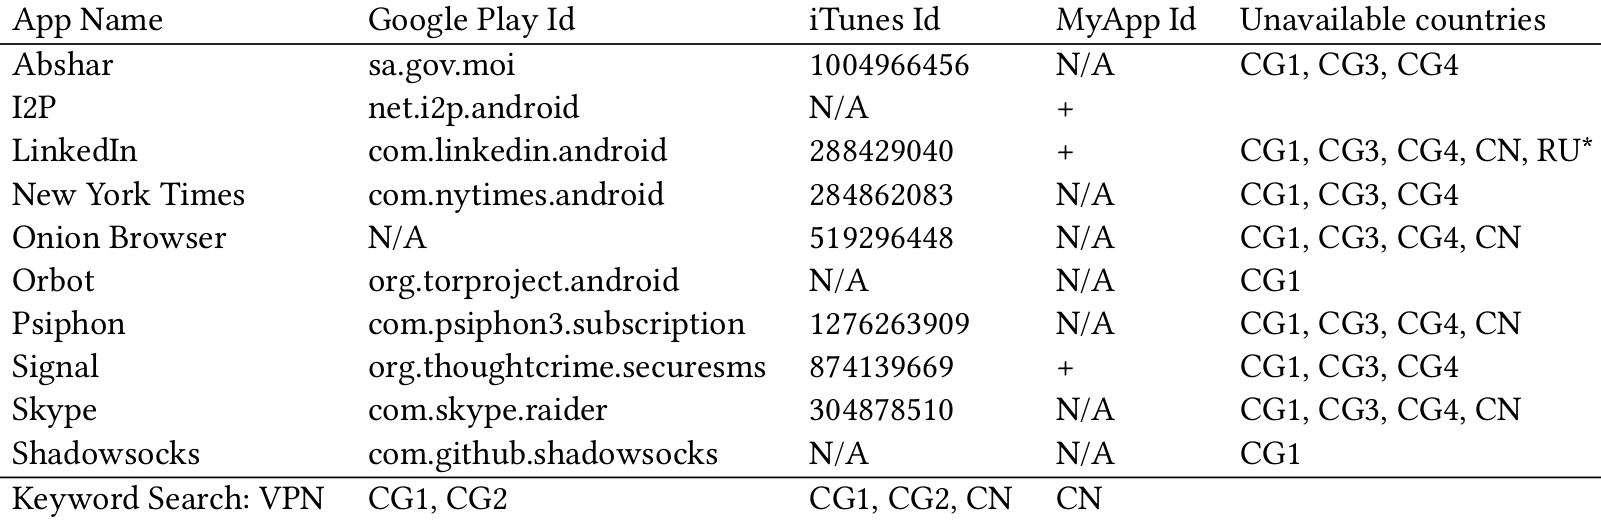 App Name Google Play Id iTunes Id MyApp Id Unavailable countries
Abshar sa.gov.moi 1004966456 N/A CG1, CG3, CG4
I2P net.i2p.android N/A +
LinkedIn com.linkedin.android 288429040 + CG1, CG3, CG4, CN, RU*
New York Times com.nytimes.android 284862083 N/A CG1, CG3, CG4
Onion Browser N/A 519296448 N/A CG1, CG3, CG4, CN
Orbot org.torproject.android N/A N/A CG1
Psiphon com.psiphon3.subscription 1276263909 N/A CG1, CG3, CG4, CN
Signal org.thoughtcrime.securesms 874139669 + CG1, CG3, CG4
Skype com.skype.raider 304878510 N/A CG1, CG3, CG4, CN
Shadowsocks com.github.shadowsocks N/A N/A CG1
Keyword Search: VPN CG1, CG2 CG1, CG2, CN CN